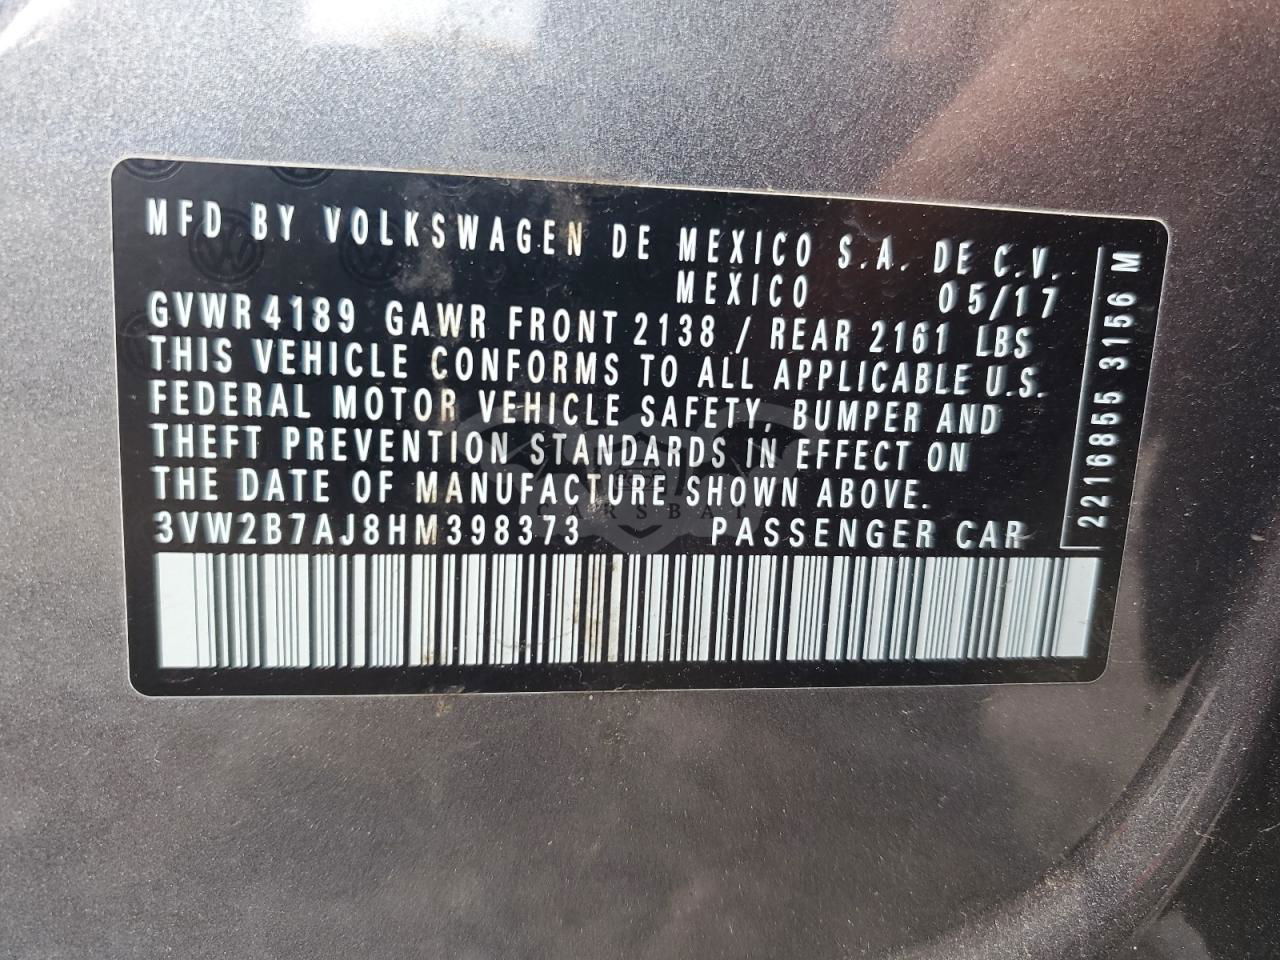 MFD BY VOLKSWAGEN DE MEXICO S.A. DE C.V.
MEXICO 05/17
GVWR 4189 GAWR FRONT 2138 / REAR 2161 LBS
THIS VEHICLE CONFORMS TO ALL APPLICABLE U.S.
FEDERAL MOTOR VEHICLE SAFETY, BUMPER AND
THEFT PREVENTION STANDARDS IN EFFECT ON
THE DATE OF MANUFACTURE SHOWN ABOVE.
3VW2B7AJ8HM398373 PASSENGER CAR
2216855 3156 M
CARSBAT